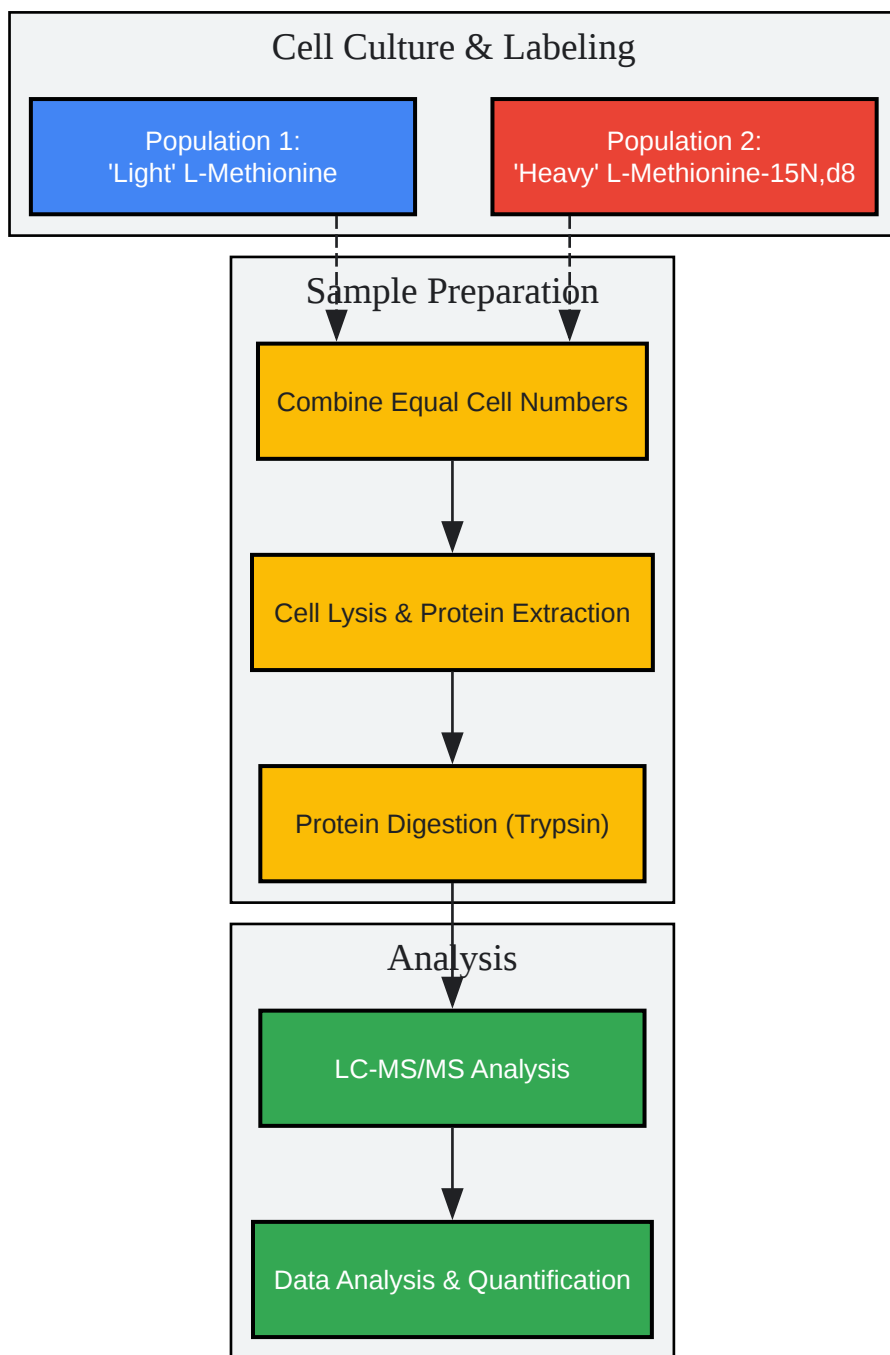 Cell Culture & Labeling
Population 1:
'Light' L-Methionine
Population 2:
'Heavy' L-Methionine-15N,d8
Sample Preparation
Combine Equal Cell Numbers
Cell Lysis & Protein Extraction
Protein Digestion (Trypsin)
Analysis
LC-MS/MS Analysis
Data Analysis & Quantification